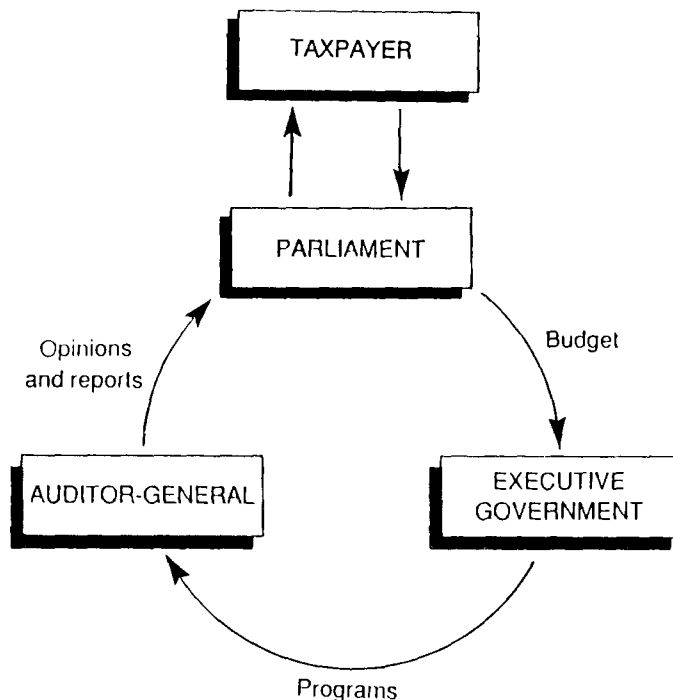 TAXPAYER
PARLIAMENT
Opinions
and reports
Budget
AUDITOR-GENERAL
EXECUTIVE
GOVERNMENT
Programs